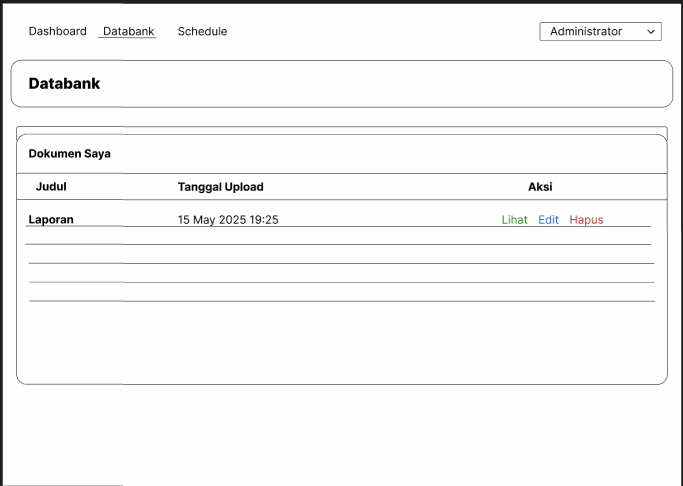 Dashboard Databank Schedule Administrator
Databank
Dokumen Saya
Judul Tanggal Upload Aksi
Laporan 15 May 2025 19:25 Lihat Edit Hapus